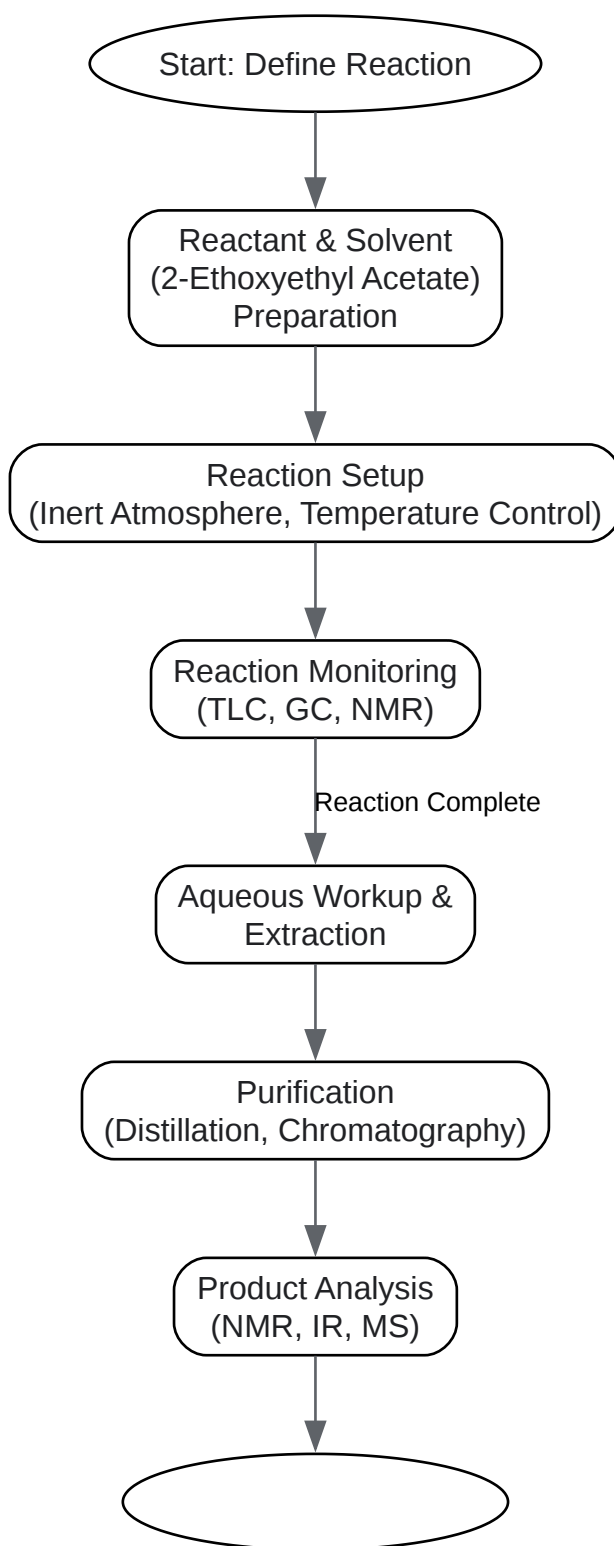 Start: Define Reaction
Reactant & Solvent
(2-Ethoxyethyl Acetate)
Preparation
Reaction Setup
(Inert Atmosphere, Temperature Control)
Reaction Monitoring
(TLC, GC, NMR)
Reaction Complete
Aqueous Workup &
Extraction
Purification
(Distillation, Chromatography)
Product Analysis
(NMR, IR, MS)